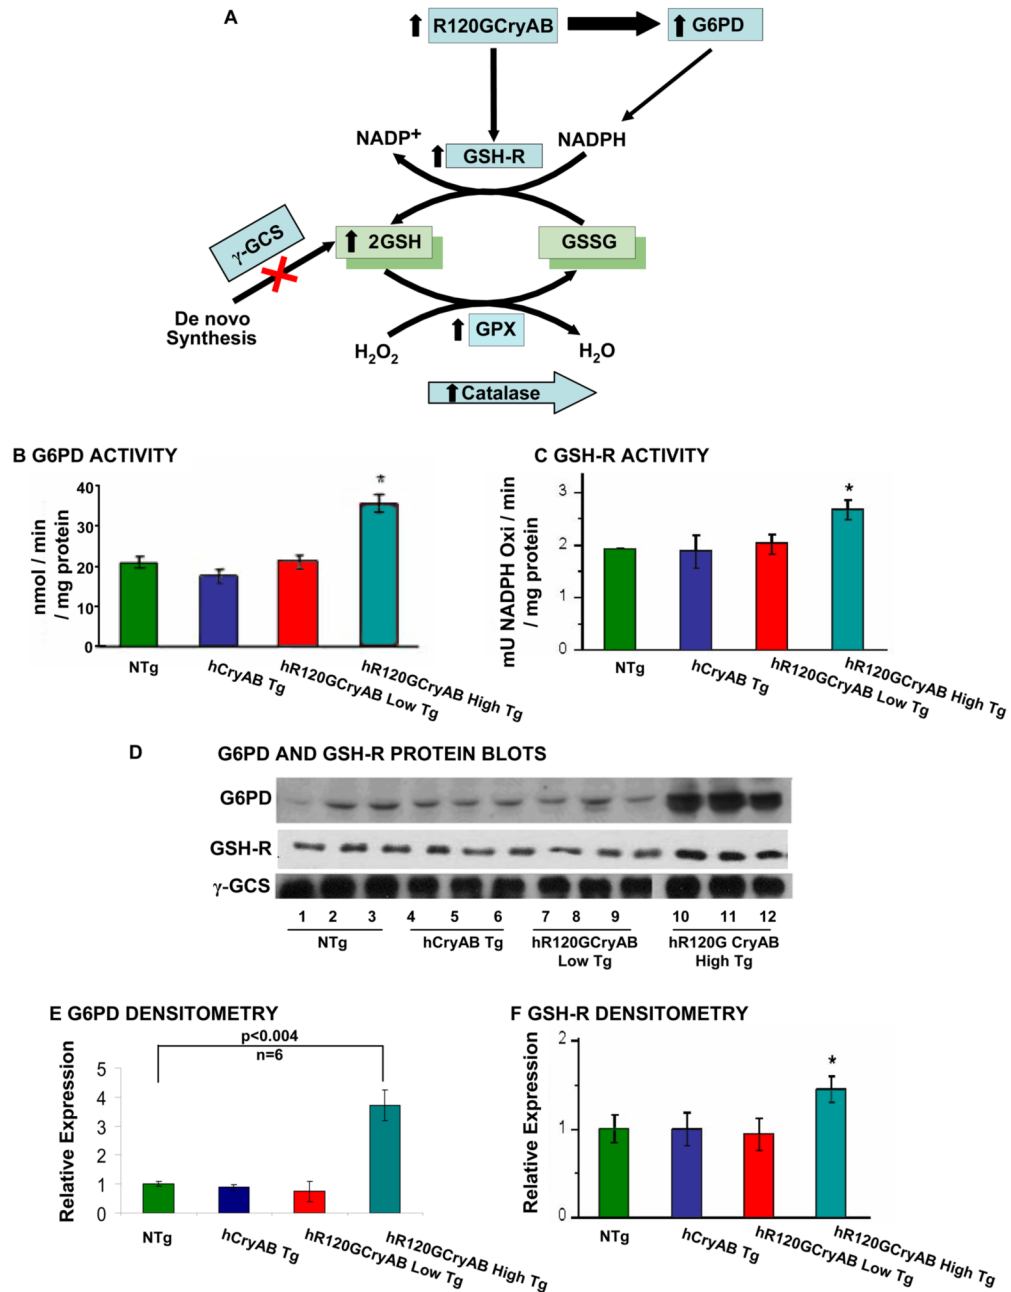 A
R120GCryAB
G6PD
NADP+
NADPH
GSH-R
γ-GCS
2GSH
GSSG
De novo
Synthesis
GPX
H2O2
H2O
Catalase
B G6PD ACTIVITY
nmol / min
/ mg protein
40
30
20
10
0
*
NTg
hCryAB Tg
hR120GCryAB Low Tg
hR120GCryAB High Tg
C GSH-R ACTIVITY
mU NADPH Oxi / min
/ mg protein
3
2
1
0
*
NTg
hCryAB Tg
hR120GCryAB Low Tg
hR120GCryAB High Tg
D G6PD AND GSH-R PROTEIN BLOTS
G6PD
GSH-R
γ-GCS
1 2 3 4 5 6 7 8 9 10 11 12
NTg hCryAB Tg hR120GCryAB hR120G CryAB
Low Tg High Tg
E G6PD DENSITOMETRY
p<0.004
n=6
Relative Expression
5
4
3
2
1
0
NTg
hCryAB Tg
hR120GCryAB Low Tg
hR120GCryAB High Tg
F GSH-R DENSITOMETRY
Relative Expression
2
1
0
*
NTg
hCryAB Tg
hR120GCryAB Low Tg
hR120GCryAB High Tg